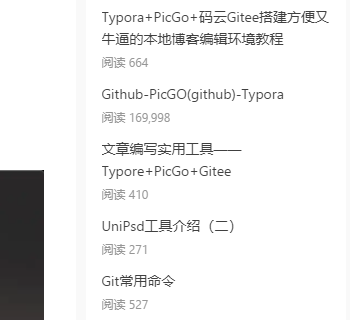 Typora+PicGo+码云Gitee搭建方便又
牛逼的本地博客编辑环境教程
阅读 664
Github-PicGO(github)-Typora
阅读 169,998
文章编写实用工具——
Typore+PicGo+Gitee
阅读 410
UniPsd工具介绍（二）
阅读 271
Git常用命令
阅读 527